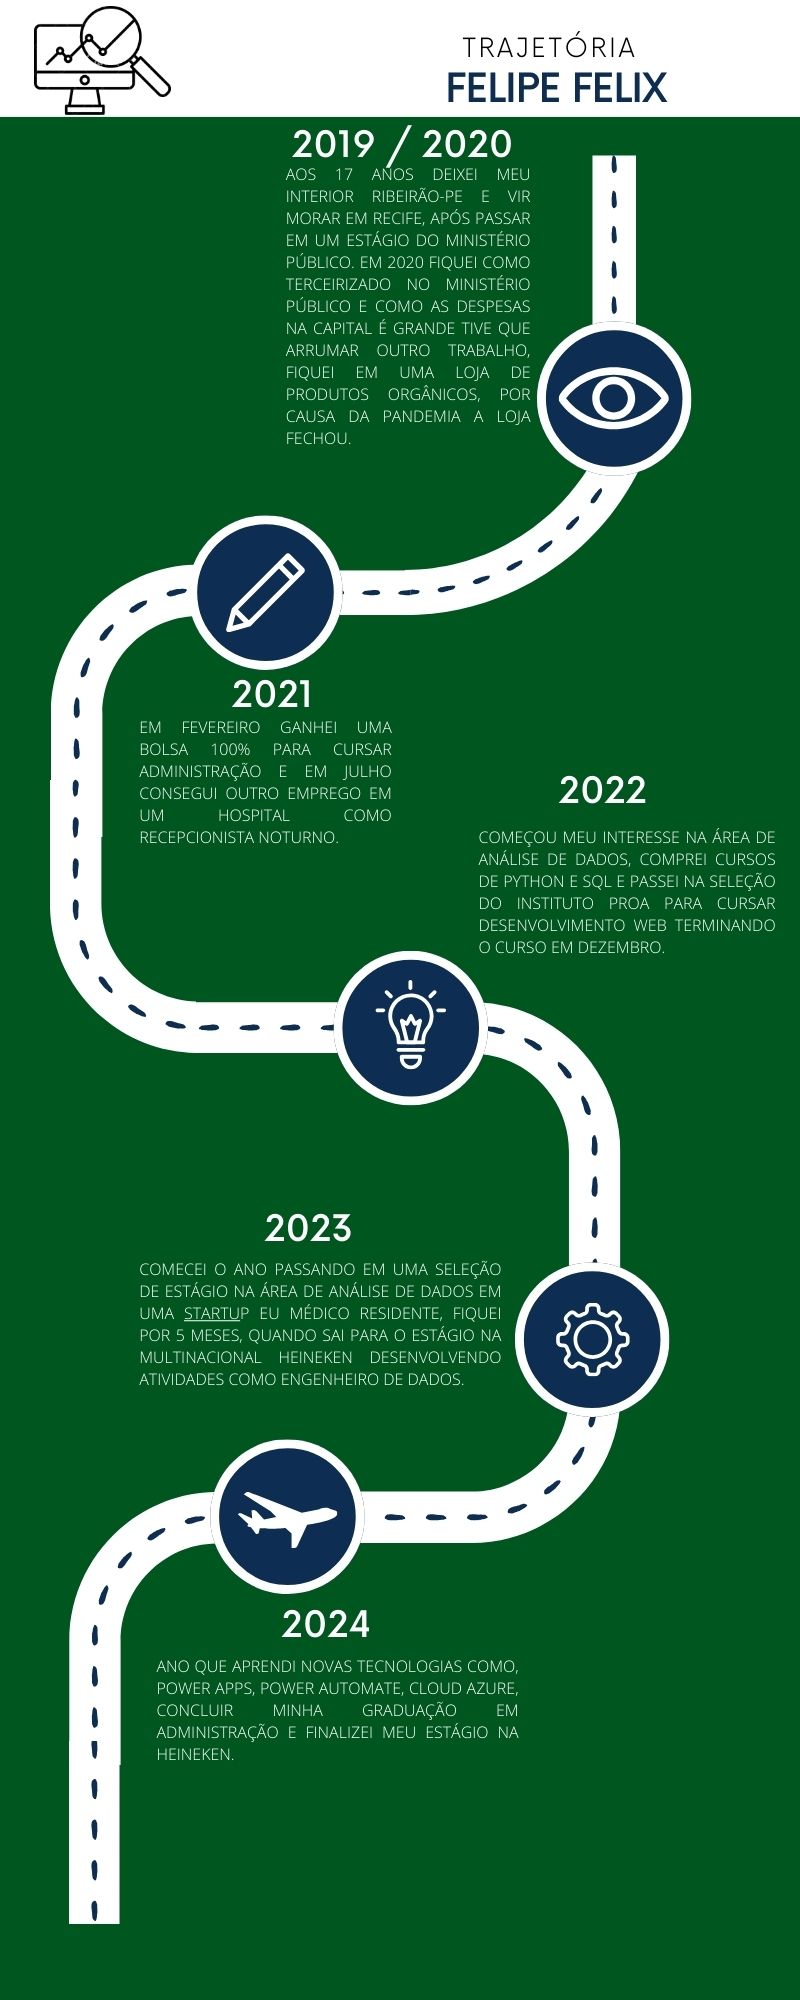 TRAJETÓRIA
FELIPE FELIX
2019 / 2020
AOS 17 ANOS DEIXEI MEU
INTERIOR RIBEIRÃO-PE E VIR
MORAR EM RECIFE, APÓS PASSAR
EM UM ESTÁGIO DO MINISTÉRIO
PÚBLICO. EM 2020 FIQUEI COMO
TERCEIRIZADO NO MINISTÉRIO
PÚBLICO E COMO AS DESPESAS
NA CAPITAL É GRANDE TIVE QUE
ARRUMAR OUTRO TRABALHO,
FIQUEI EM UMA LOJA DE
PRODUTOS ORGÂNICOS, POR
CAUSA DA PANDEMIA A LOJA
FECHOU.
2021
EM FEVEREIRO GANHEI UMA
BOLSA 100% PARA CURSAR
ADMINISTRAÇÃO E EM JULHO
CONSEGUI OUTRO EMPREGO EM
UM HOSPITAL COMO
RECEPCIONISTA NOTURNO.
2022
COMEÇOU MEU INTERESSE NA ÁREA DE
ANÁLISE DE DADOS, COMPREI CURSOS
DE PYTHON E SQL E PASSEI NA SELEÇÃO
DO INSTITUTO PROA PARA CURSAR
DESENVOLVIMENTO WEB TERMINANDO
O CURSO EM DEZEMBRO.
2023
COMECEI O ANO PASSANDO EM UMA SELEÇÃO
DE ESTÁGIO NA ÁREA DE ANÁLISE DE DADOS EM
UMA STARTUP EU MÉDICO RESIDENTE, FIQUEI
POR 5 MESES, QUANDO SAI PARA O ESTÁGIO NA
MULTINACIONAL HEINEKEN DESENVOLVENDO
ATIVIDADES COMO ENGENHEIRO DE DADOS.
2024
ANO QUE APRENDI NOVAS TECNOLOGIAS COMO,
POWER APPS, POWER AUTOMATE, CLOUD AZURE,
CONCLUIR MINHA GRADUAÇÃO EM
ADMINISTRAÇÃO E FINALIZEI MEU ESTÁGIO NA
HEINEKEN.